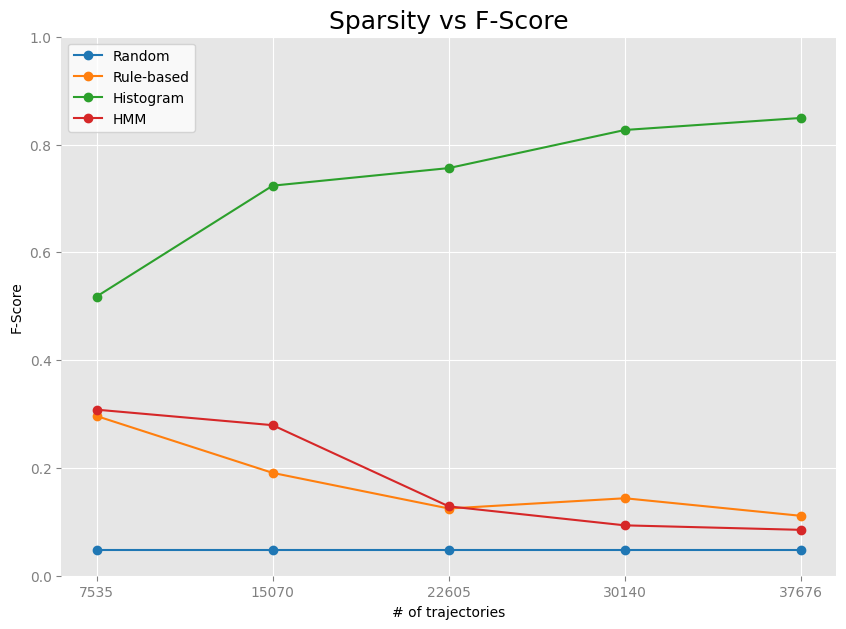 Sparsity vs F-Score
1.0
0.8
0.6
0.4
0.2
0.0
F-Score
Random
Rule-based
Histogram
HMM
7535 15070 22605 30140 37676
# of trajectories